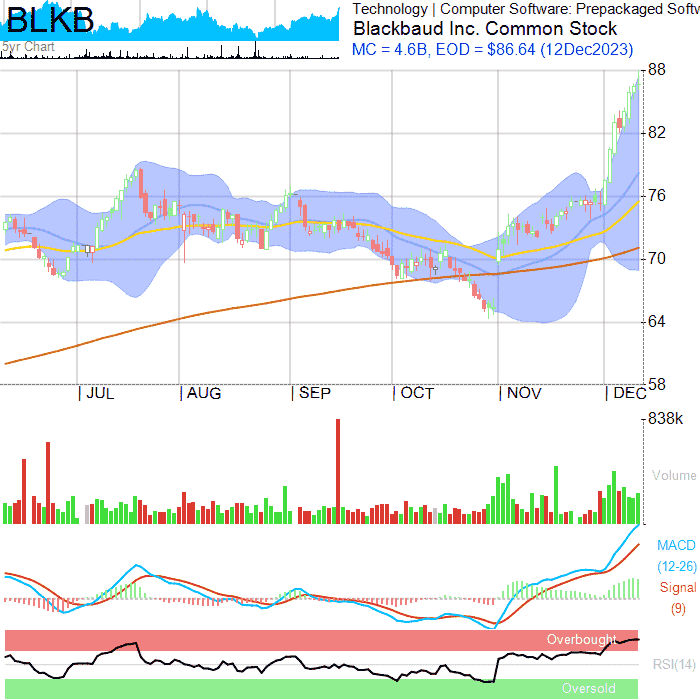 BLKB
5yr Chart
Technology | Computer Software: Prepackaged Softw
Blackbaud Inc. Common Stock
MC = 4.6B, EOD = $86.64 (12Dec2023)
88
82
76
70
64
58
| JUL | AUG | SEP | OCT | NOV | DEC
838k
Volume
MACD
(12-26)
Signal
(9)
Overbought
RSI(14)
Oversold